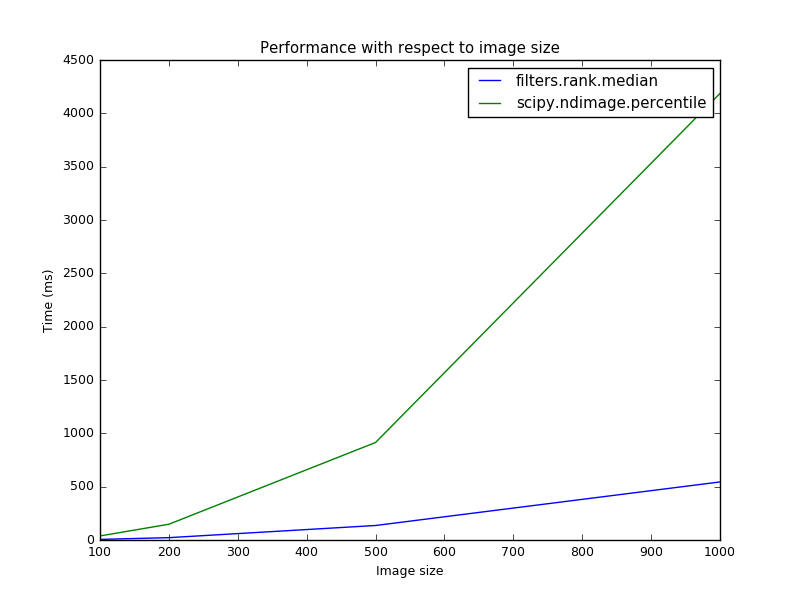 Performance with respect to image size
filters.rank.median
scipy.ndimage.percentile
4500
4000
3500
3000
2500
2000
1500
1000
500
0
Time (ms)
100 200 300 400 500 600 700 800 900 1000
Image size